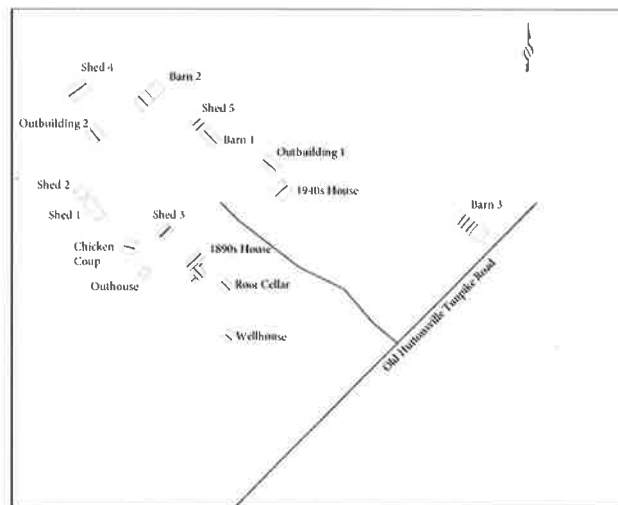 Shed 4
Barn 2
Shed 5
Outbuilding 2
Barn 1
Outbuilding 1
Shed 2
1940s House
Shed 1
Shed 3
Barn 3
Chicken
Coup
1890s House
Outhouse
Root Cellar
Wellhouse
Old Huttonsville Tunpike Road